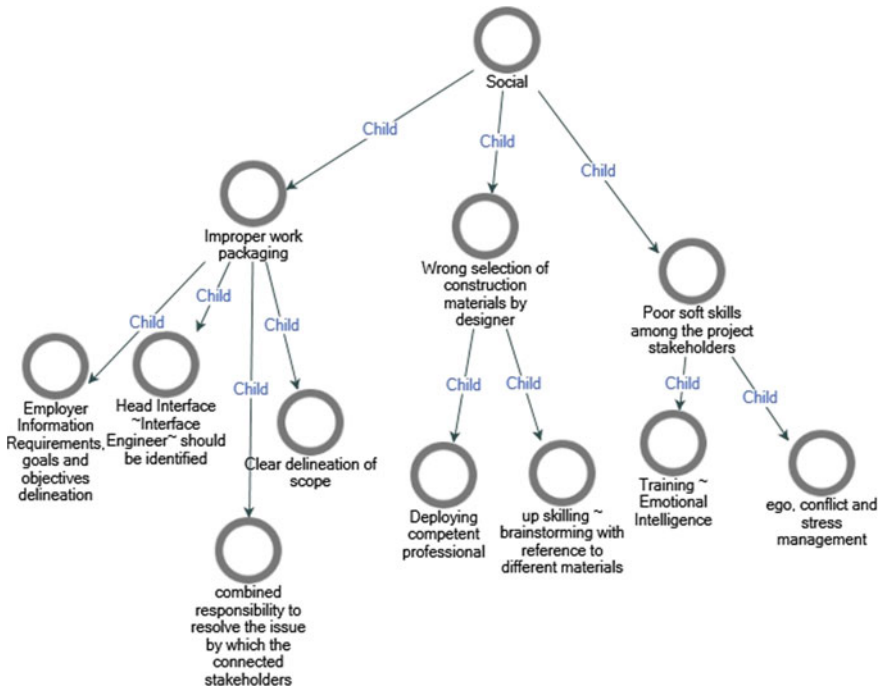 Social
Child
Child
Child
Improper work
packaging
Wrong selection of
construction
materials by
designer
Poor soft skills
among the project
stakeholders
Child
Child
Child
Child
Child
Child
Child
Child
Employer
Information
Requirements,
goals and
objectives
delineation
Head Interface
~Interface
Engineer~ should
be identified
Clear delineation of
scope
combined
responsibility to
resolve the issue
by which the
connected
stakeholders
Deploying
competent
professional
up skilling ~
brainstorming with
reference to
different materials
Training ~
Emotional
Intelligence
ego, conflict and
stress
management